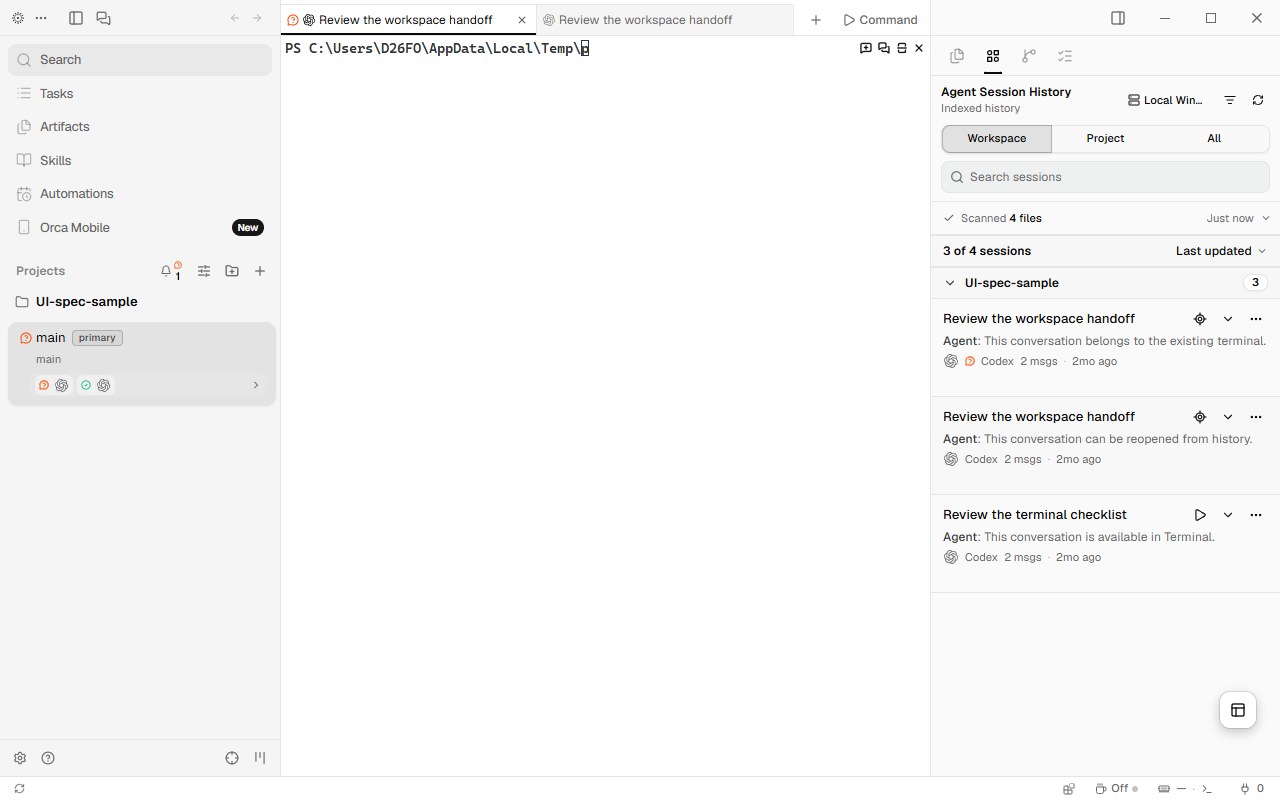 Search
Tasks
Artifacts
Skills
Automations
Orca Mobile
New
Projects
1
UI-spec-sample
main
primary
main
Review the workspace handoff
Review the workspace handoff
Command
PS C:\Users\D26FO\AppData\Local\Temp\p
Agent Session History
Indexed history
Local Win...
Workspace
Project
All
Search sessions
Scanned 4 files
Just now
3 of 4 sessions
Last updated
UI-spec-sample
3
Review the workspace handoff
Agent: This conversation belongs to the existing terminal.
Codex 2 msgs · 2mo ago
Review the workspace handoff
Agent: This conversation can be reopened from history.
Codex 2 msgs · 2mo ago
Review the terminal checklist
Agent: This conversation is available in Terminal.
Codex 2 msgs · 2mo ago
Off
— ·
0